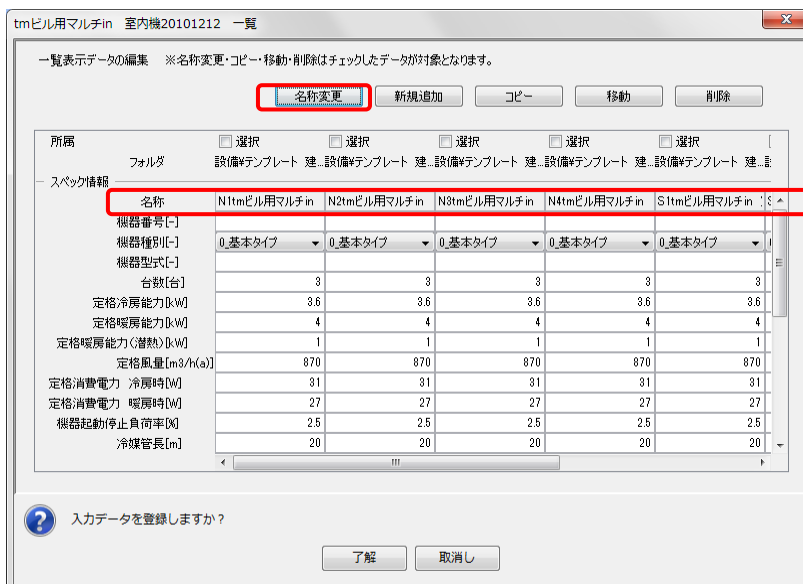 tmビル用マルチin 室内機20101212 一覧
一覧表示データの編集 ※名称変更・コピー・移動・削除はチェックしたデータが対象となります。
名称変更 新規追加 コピー 移動 削除
所属 選択 選択 選択 選択 選択
フォルダ 設備¥テンプレート 建... 設備¥テンプレート 建... 設備¥テンプレート 建... 設備¥テンプレート 建... 設備¥テンプレート 建...
スペック情報
名称 N1tmビル用マルチin N2tmビル用マルチin N3tmビル用マルチin N4tmビル用マルチin S1tmビル用マルチin
機器番号[-]
機器種別[-] 0_基本タイプ 0_基本タイプ 0_基本タイプ 0_基本タイプ 0_基本タイプ
機器型式[-]
台数[台] 3 3 3 3 3
定格冷房能力[kW] 3.6 3.6 3.6 3.6 3.6
定格暖房能力[kW] 4 4 4 4 4
定格暖房能力(潜熱)[kW] 1 1 1 1 1
定格風量[m3/h(a)] 870 870 870 870 870
定格消費電力 冷房時[W] 31 31 31 31 31
定格消費電力 暖房時[W] 27 27 27 27 27
機器起動停止負荷率[%] 2.5 2.5 2.5 2.5 2.5
冷媒管長[m] 20 20 20 20 20
入力データを登録しますか？
了解 取消し